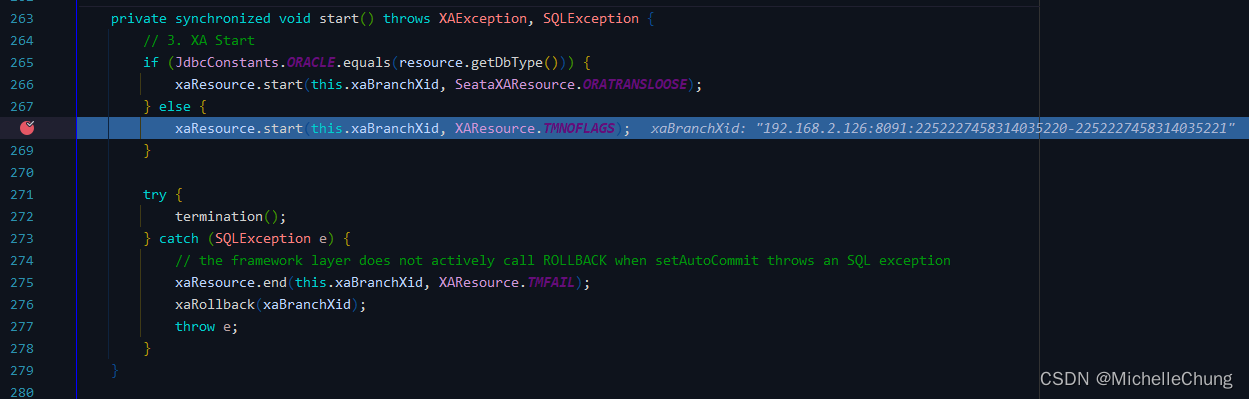 263 private synchronized void start() throws XAException, SQLException {
264 // 3. XA Start
265 if (JdbcConstants.ORACLE.equals(resource.getDbType())) {
266 xaResource.start(this.xaBranchXid, SeataXAResource.ORATRANSLOOSE);
267 } else {
xaResource.start(this.xaBranchXid, XAResource.TMNOFLAGS); xaBranchXid: "192.168.2.126:8091:2252227458314035220-2252227458314035221"
269 }
270
271 try {
272 termination();
273 } catch (SQLException e) {
274 // the framework layer does not actively call ROLLBACK when setAutoCommit throws an SQL exception
275 xaResource.end(this.xaBranchXid, XAResource.TMFAIL);
276 xaRollback(xaBranchXid);
277 throw e;
278 }
279 }
280
CSDN @MichelleChung